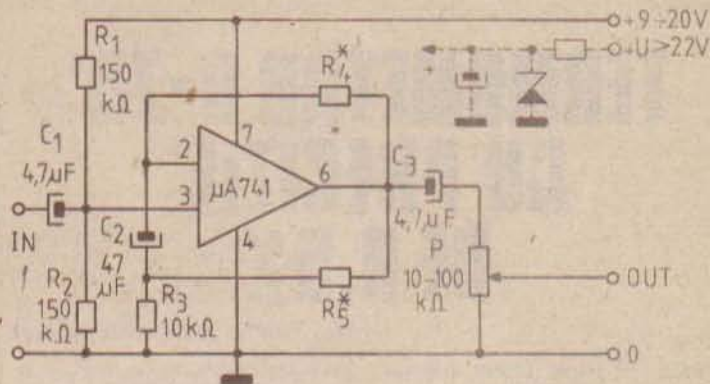 +9÷20V
R1
150
kΩ
R4*
+U>22V
+
C1
4,7µF
2
7
3
µA741
6
4
C3
4,7µF
IN
C2
47
µF
P
10-100
kΩ
OUT
R2
150
kΩ
R3
10kΩ
R5*
0